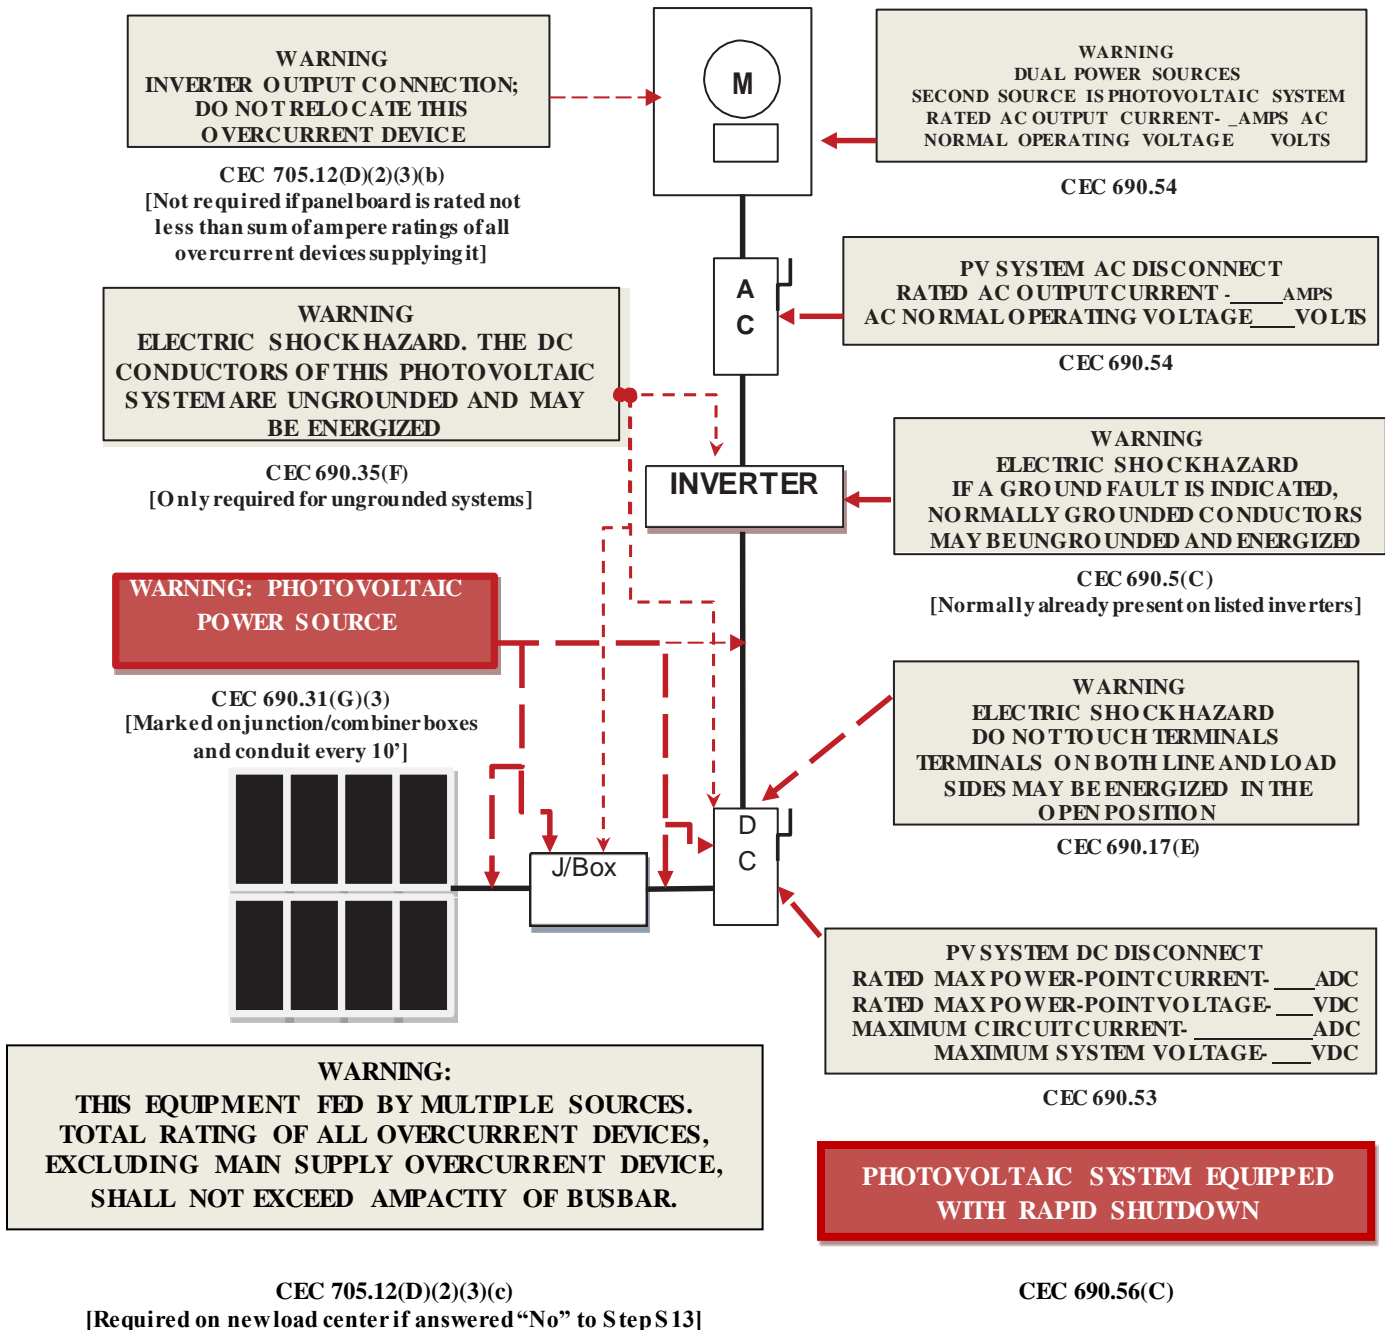 WARNING
INVERTER OUTPUT CONNECTION;
DO NOT RELOCATE THIS
OVERCURRENT DEVICE
CEC 705.12(D)(2)(3)(b)
[Not required if panelboard is rated not
less than sum of ampere ratings of all
overcurrent devices supplying it]
M
WARNING
DUAL POWER SOURCES
SECOND SOURCE IS PHOTOVOLTAIC SYSTEM
RATED AC OUTPUT CURRENT- _AMPS AC
NORMAL OPERATING VOLTAGE VOLTS
CEC 690.54
A
C
PV SYSTEM AC DISCONNECT
RATED AC OUTPUT CURRENT -_____AMPS
AC NORMAL OPERATING VOLTAGE____VOLTS
CEC 690.54
WARNING
ELECTRIC SHOCK HAZARD. THE DC
CONDUCTORS OF THIS PHOTOVOLTAIC
SYSTEM ARE UNGROUNDED AND MAY
BE ENERGIZED
CEC 690.35(F)
[Only required for ungrounded systems]
INVERTER
WARNING
ELECTRIC SHOCK HAZARD
IF A GROUND FAULT IS INDICATED,
NORMALLY GROUNDED CONDUCTORS
MAY BE UNGROUNDED AND ENERGIZED
CEC 690.5(C)
[Normally already present on listed inverters]
WARNING: PHOTOVOLTAIC
POWER SOURCE
CEC 690.31(G)(3)
[Marked on junction/combiner boxes
and conduit every 10’]
WARNING
ELECTRIC SHOCK HAZARD
DO NOT TOUCH TERMINALS
TERMINALS ON BOTH LINE AND LOAD
SIDES MAY BE ENERGIZED IN THE
OPEN POSITION
CEC 690.17(E)
J/Box
D
C
PV SYSTEM DC DISCONNECT
RATED MAX POWER-POINT CURRENT- ____ADC
RATED MAX POWER-POINT VOLTAGE- ____VDC
MAXIMUM CIRCUIT CURRENT- __________ADC
MAXIMUM SYSTEM VOLTAGE- ____VDC
CEC 690.53
WARNING:
THIS EQUIPMENT FED BY MULTIPLE SOURCES.
TOTAL RATING OF ALL OVERCURRENT DEVICES,
EXCLUDING MAIN SUPPLY OVERCURRENT DEVICE,
SHALL NOT EXCEED AMPACTIY OF BUSBAR.
CEC 705.12(D)(2)(3)(c)
[Required on new load center if answered “No” to Step S13]
PHOTOVOLTAIC SYSTEM EQUIPPED
WITH RAPID SHUTDOWN
CEC 690.56(C)